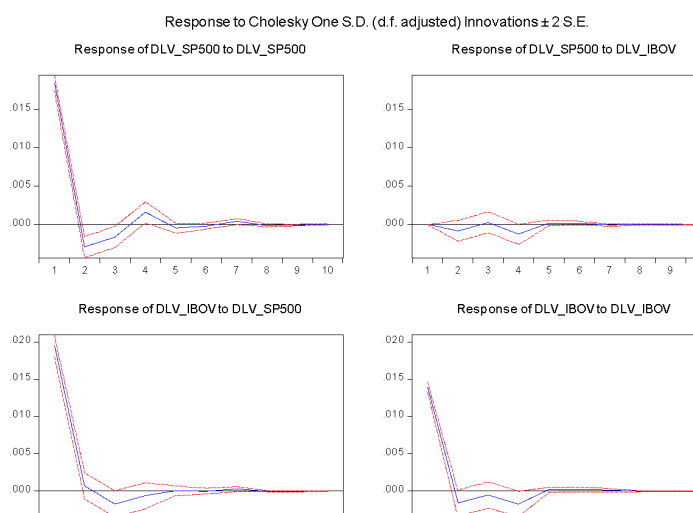 Response to Cholesky One S.D. (d.f. adjusted) Innovations ± 2 S.E.
Response of DLV_SP500 to DLV_SP500
.015
.010
.005
.000
1 2 3 4 5 6 7 8 9 10
Response of DLV_SP500 to DLV_IBOV
.015
.010
.005
.000
1 2 3 4 5 6 7 8 9
Response of DLV_IBOV to DLV_SP500
.020
.015
.010
.005
.000
Response of DLV_IBOV to DLV_IBOV
.020
.015
.010
.005
.000